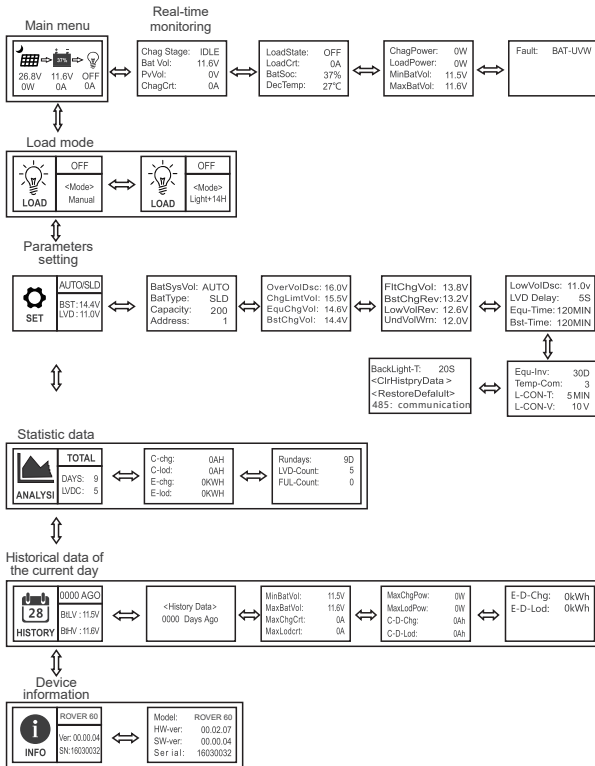 Main menu
Real-time
monitoring
37%
26.8V 11.6V OFF
0W 0A 0A
Chag Stage: IDLE
Bat Vol: 11.6V
PvVol: 0V
ChagCrt: 0A
LoadState: OFF
LoadCrt: 0A
BatSoc: 37%
DecTemp: 27℃
ChagPower: 0W
LoadPower: 0W
MinBatVol: 11.5V
MaxBatVol: 11.6V
Fault: BAT-UVW
Load mode
LOAD
OFF
<Mode>
Manual
LOAD
OFF
<Mode>
Light+14H
Parameters
setting
SET
AUTO/SLD
BST:14.4V
LVD:11.0V
BatSysVol: AUTO
BatType: SLD
Capacity: 200
Address: 1
OverVolDsc: 16.0V
ChgLimtVol: 15.5V
EquChgVol: 14.6V
BstChgVol: 14.4V
FltChgVol: 13.8V
BstChgRev: 13.2V
LowVolRev: 12.6V
UndVolWrn: 12.0V
LowVolDsc: 11.0v
LVD Delay: 5S
Equ-Time: 120MIN
Bst-Time: 120MIN
BackLight-T: 20S
<ClrHistpryData >
<RestoreDefalult>
485: communication
Equ-Inv: 30D
Temp-Com: 3
L-CON-T: 5MIN
L-CON-V: 10V
Statistic data
ANALYSI
TOTAL
DAYS: 9
LVDC: 5
C-chg: 0AH
C-lod: 0AH
E-chg: 0KWH
E-lod: 0KWH
Rundays: 9D
LVD-Count: 5
FUL-Count: 0
Historical data of
the current day
28
HISTORY
0000 AGO
BtLV : 11.5V
BtHV : 11.6V
<History Data>
0000 Days Ago
MinBatVol: 11.5V
MaxBatVol: 11.6V
MaxChgCrt: 0A
MaxLodcrt: 0A
MaxChgPow: 0W
MaxLodPow: 0W
C-D-Chg: 0Ah
C-D-Lod: 0Ah
E-D-Chg: 0kWh
E-D-Lod: 0kWh
Device
information
i
INFO
ROVER 60
Ver: 00.00.04
SN:16030032
Model: ROVER 60
HW-ver: 00.02.07
SW-ver: 00.00.04
Serial: 16030032